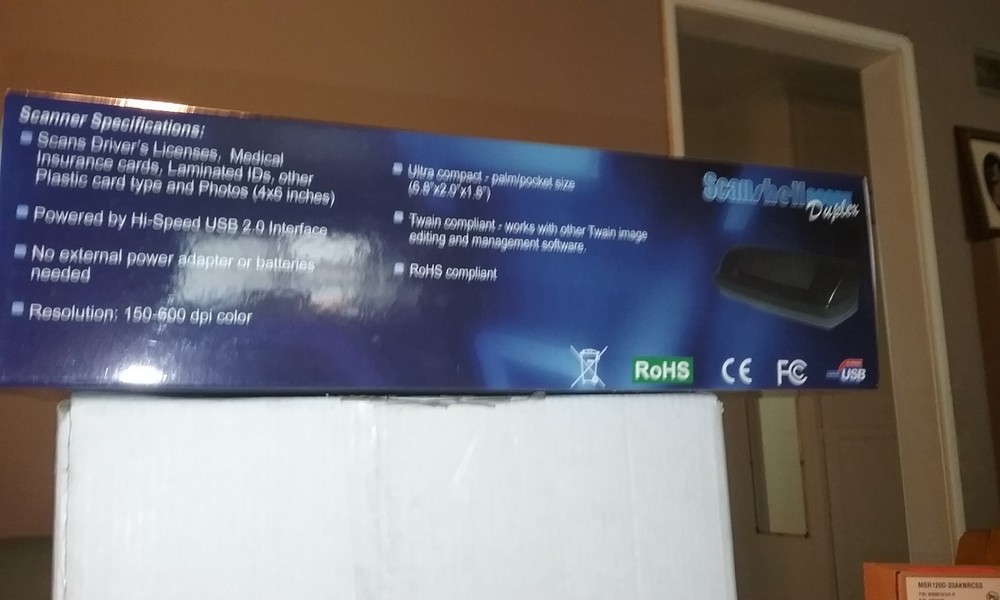 Scanner Specifications:
Scans Driver's Licenses, Medical
Insurance cards, Laminated IDs, other
Plastic card type and Photos (4x6 inches)
Powered by Hi-Speed USB 2.0 Interface
No external power adapter or batteries
needed
Resolution: 150-600 dpi color
Ultra compact - palm/pocket size
(6.8"x2.0"x1.8")
Twain compliant - works with other Twain image
editing and management software.
RoHS compliant
Scanshell
Duplex
RoHS
CE
FC
USB
MSR120D-33AKNRCSS